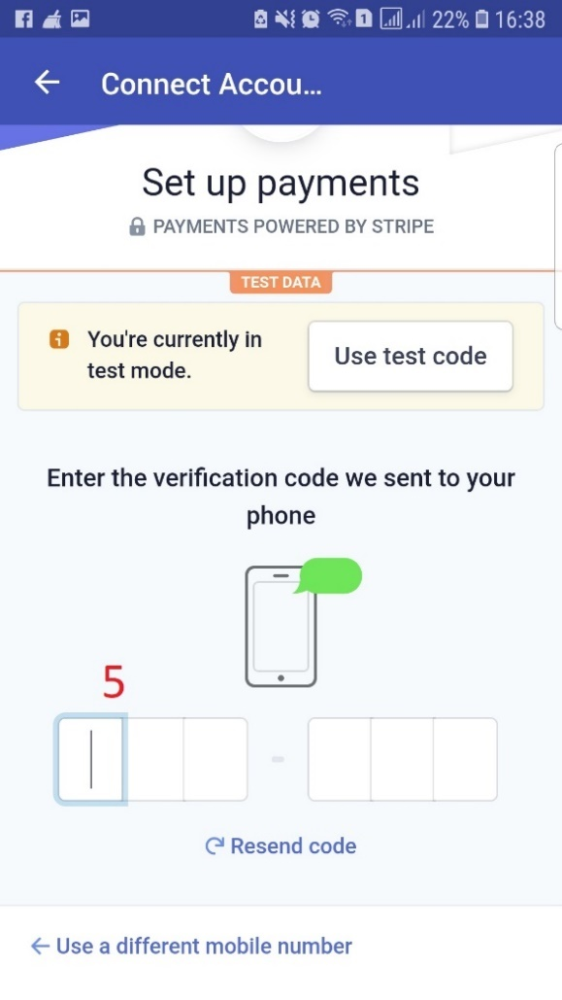 22% 16:38
Connect Accou...
Set up payments
PAYMENTS POWERED BY STRIPE
TEST DATA
You're currently in
test mode.
Use test code
Enter the verification code we sent to your
phone
5
Resend code
Use a different mobile number